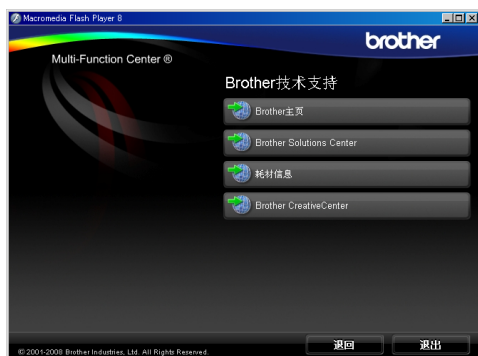 Macromedia Flash Player 8
brother
Multi-Function Center ®
Brother技术支持
Brother主页
Brother Solutions Center
耗材信息
Brother CreativeCenter
退回
退出
© 2001-2008 Brother Industries, Ltd. All Rights Reserved.